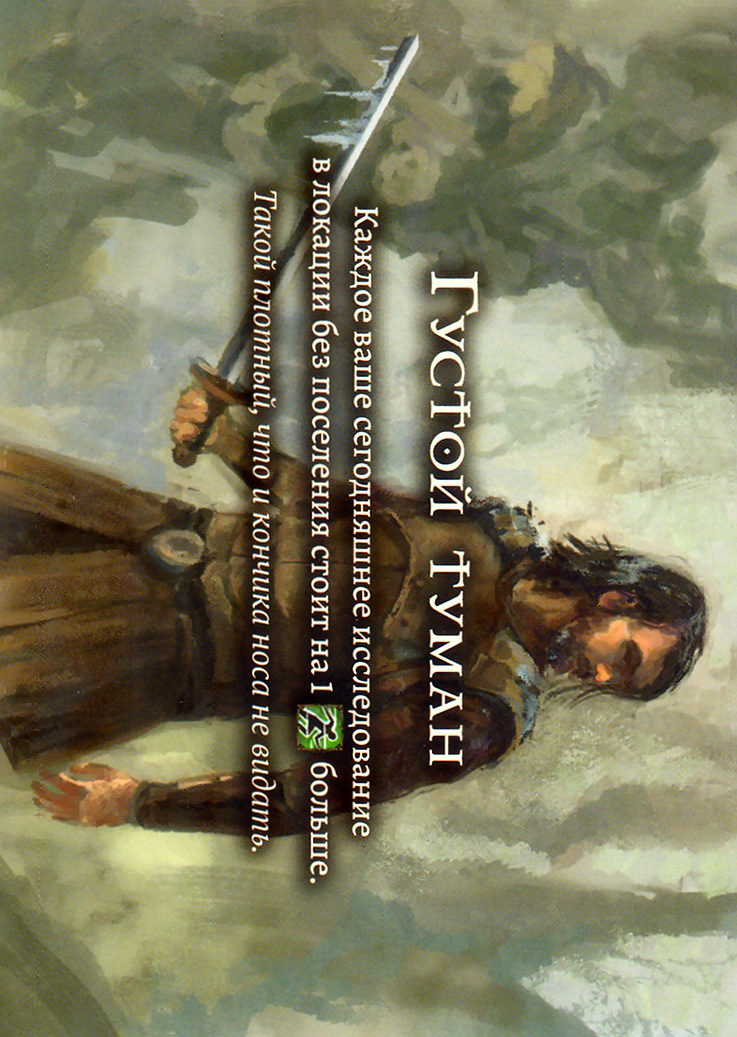 Густой туман
Каждое ваше сегодняшнее исследование
в локации без поселения стоит на 1 больше.
Такой плотный, что и кончика носа не видать.